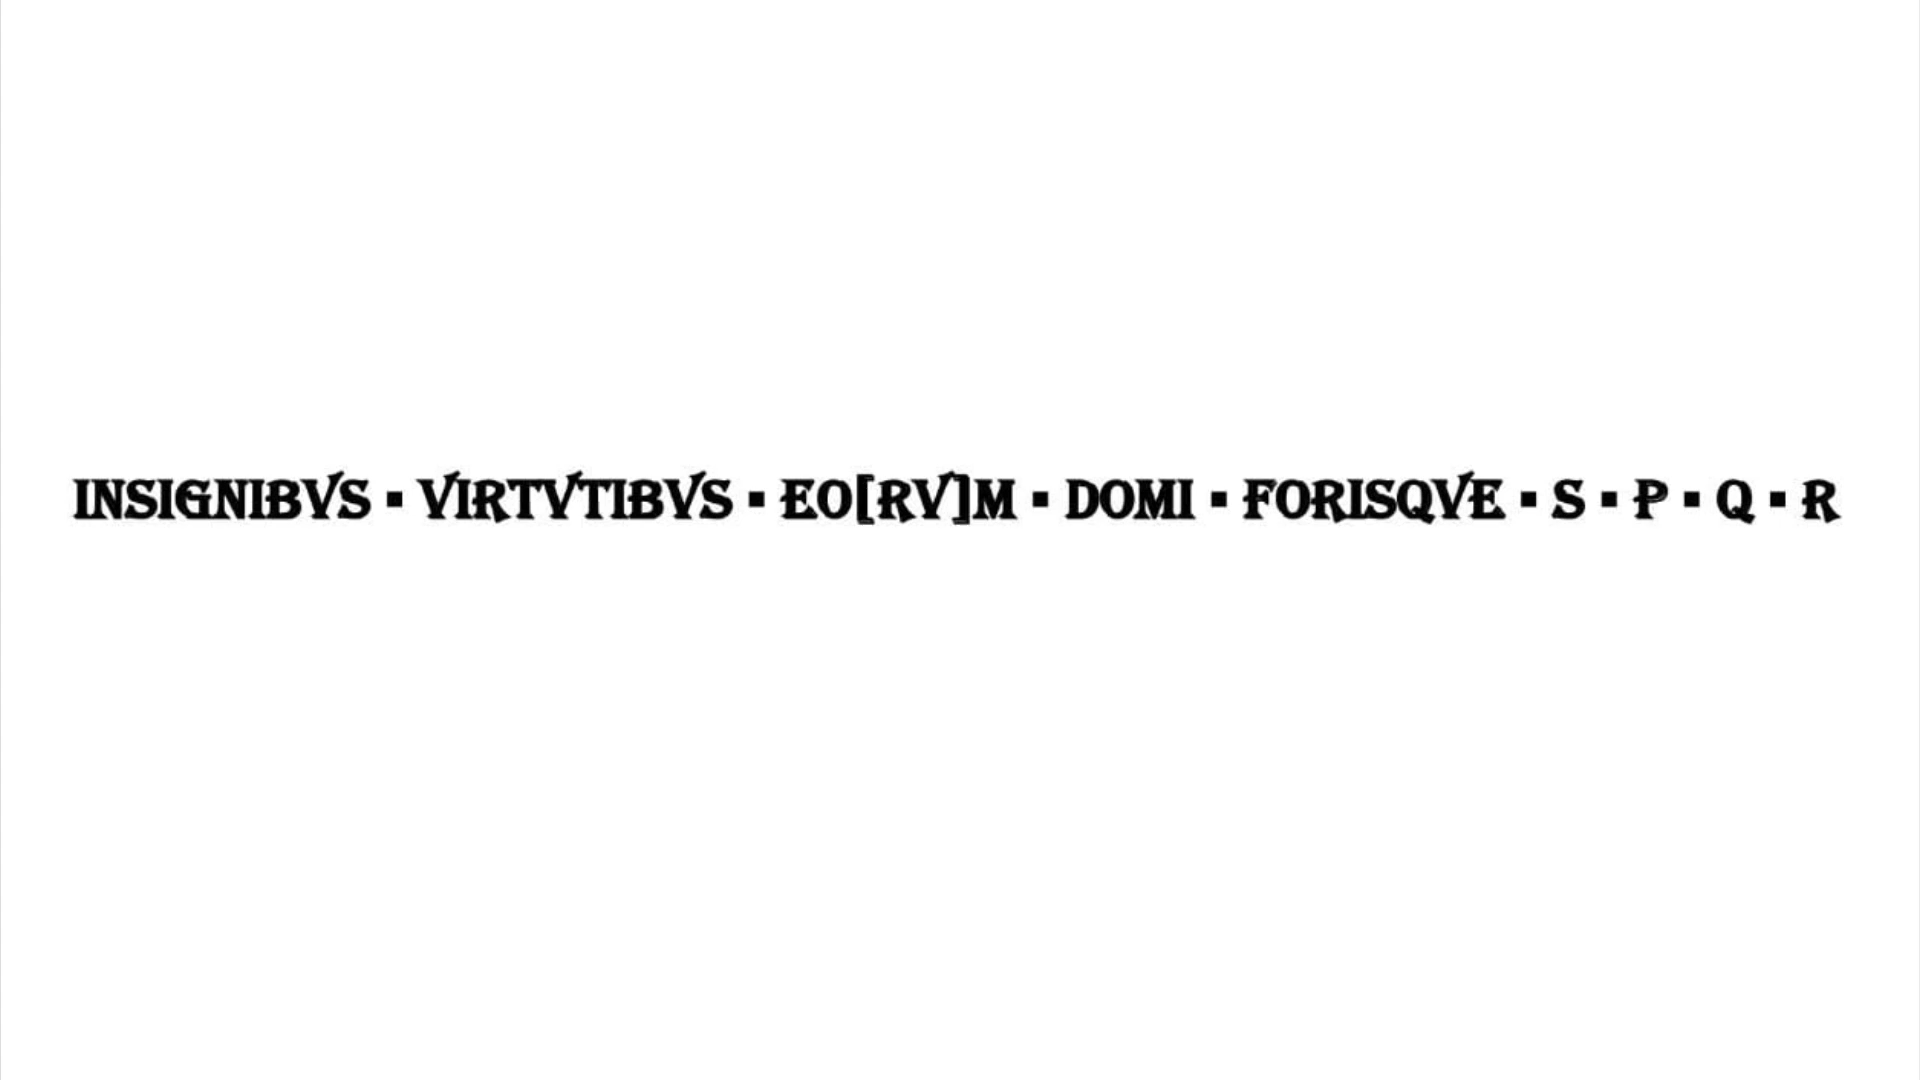 INSIGNIBVS ▪ VIRTVTIBVS ▪ EO[RV]M ▪ DOMI ▪ FORISQVE ▪ S ▪ P ▪ Q ▪ R